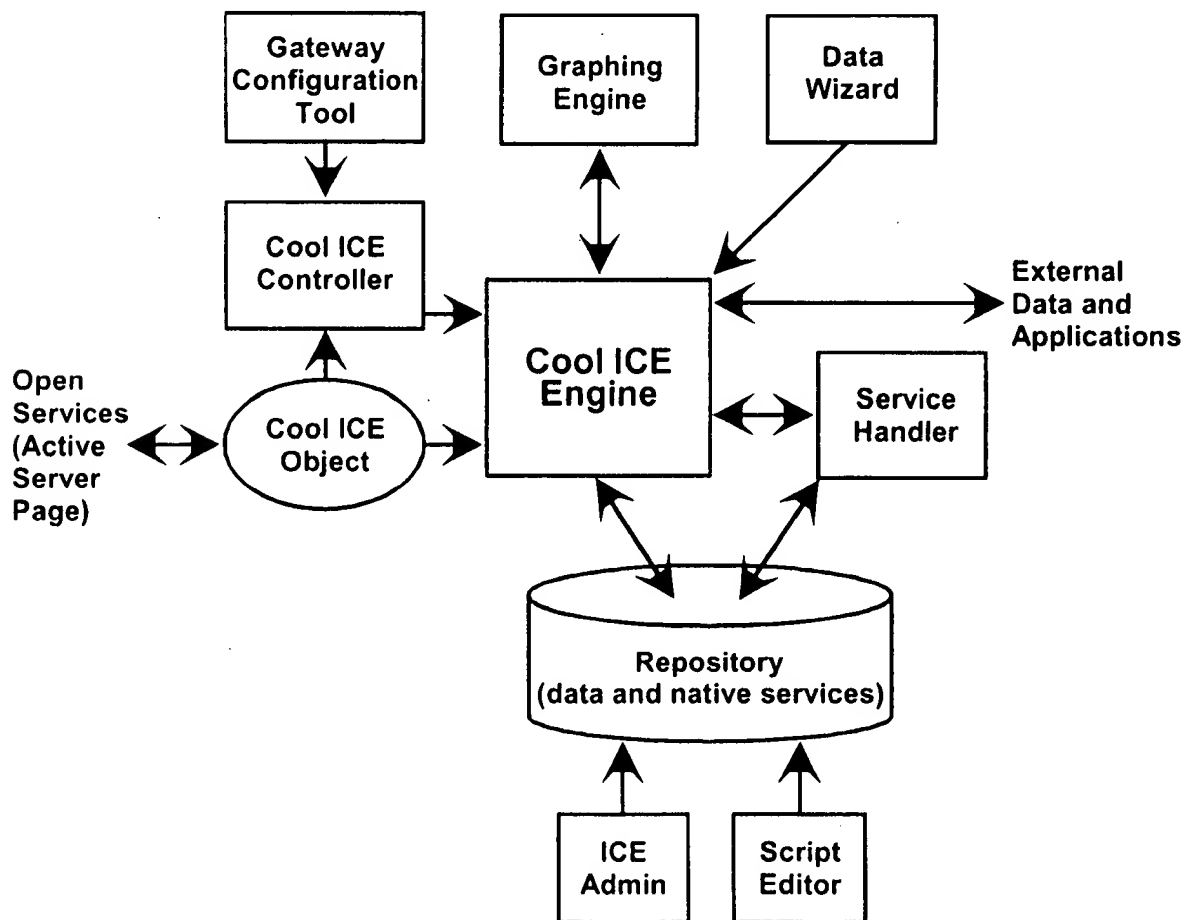 Gateway
Configuration
Tool
Graphing
Engine
Data
Wizard
Cool ICE
Controller
External
Data and
Applications
Cool ICE
Engine
Open
Services
(Active
Server
Page)
Cool ICE
Object
Service
Handler
Repository
(data and native services)
ICE
Admin
Script
Editor